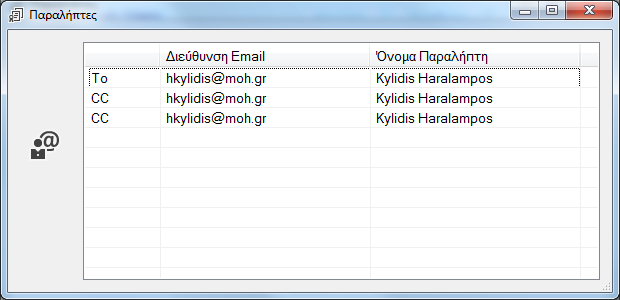 Παραλήπτες
Διεύθυνση Email Όνομα Παραλήπτη
To hkylidis@moh.gr Kylidis Haralampos
CC hkylidis@moh.gr Kylidis Haralampos
CC hkylidis@moh.gr Kylidis Haralampos